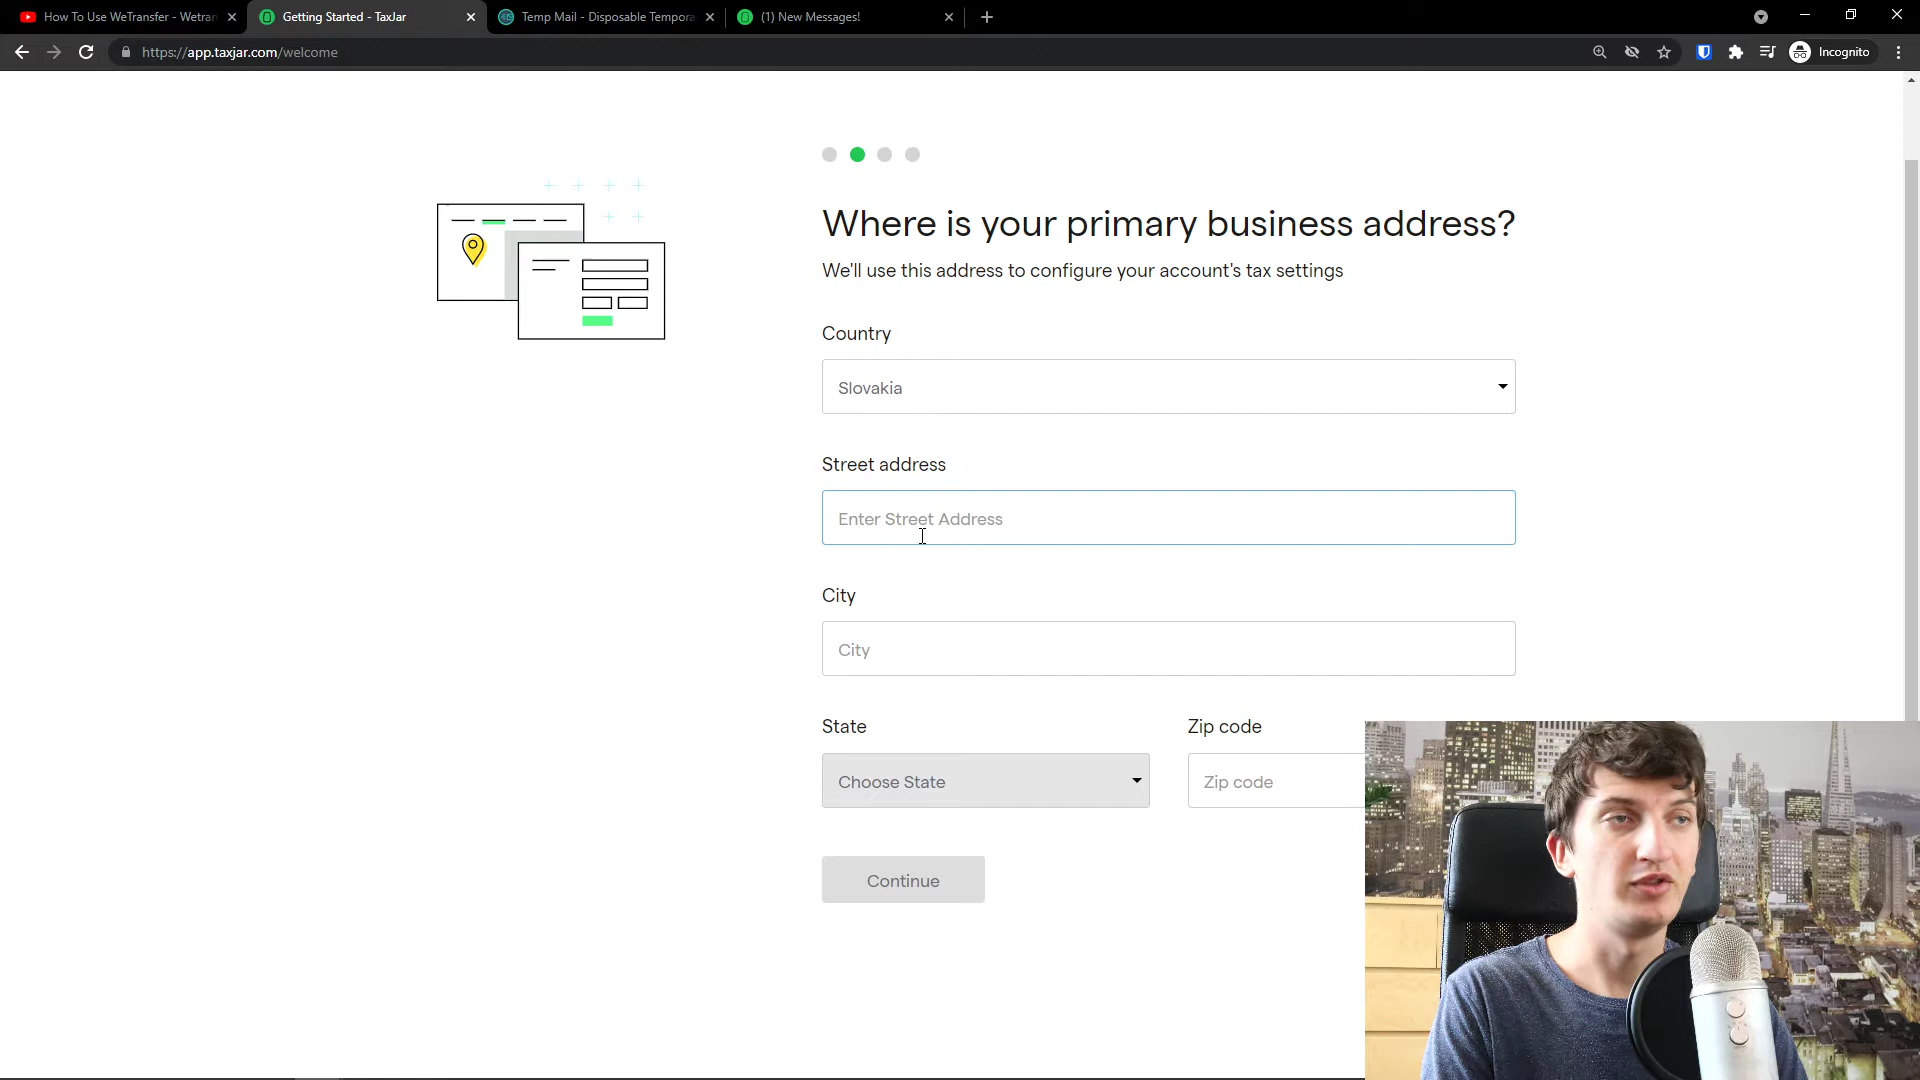 How To Use WeTransfer - Wetran
Getting Started - TaxJar
Temp Mail - Disposable Tempora
(1) New Messages!
https://app.taxjar.com/welcome
Incognito
Where is your primary business address?
We'll use this address to configure your account's tax settings
Country
Slovakia
Street address
Enter Street Address
City
City
State
Zip code
Choose State
Zip code
Continue